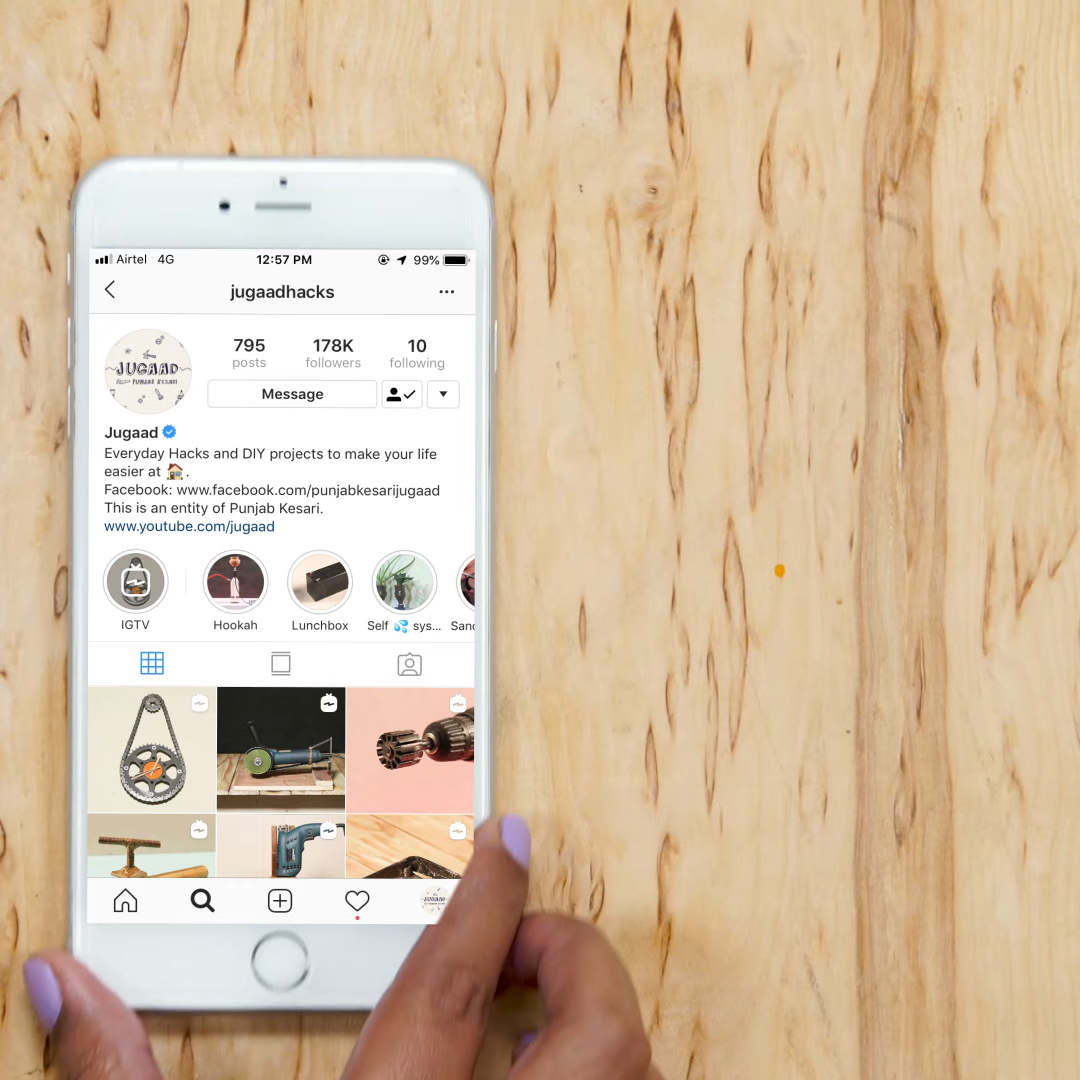 Airtel 4G 12:57 PM 99%
jugaadhacks
795 178K 10
posts followers following
JUGAAD
PUNJAB KESARI
Message
Jugaad
Everyday Hacks and DIY projects to make your life
easier at 🏠.
Facebook: www.facebook.com/punjabkesarijugaad
This is an entity of Punjab Kesari.
www.youtube.com/jugaad
IGTV Hookah Lunchbox Self 💦 sys... Sanc
JUGAAD